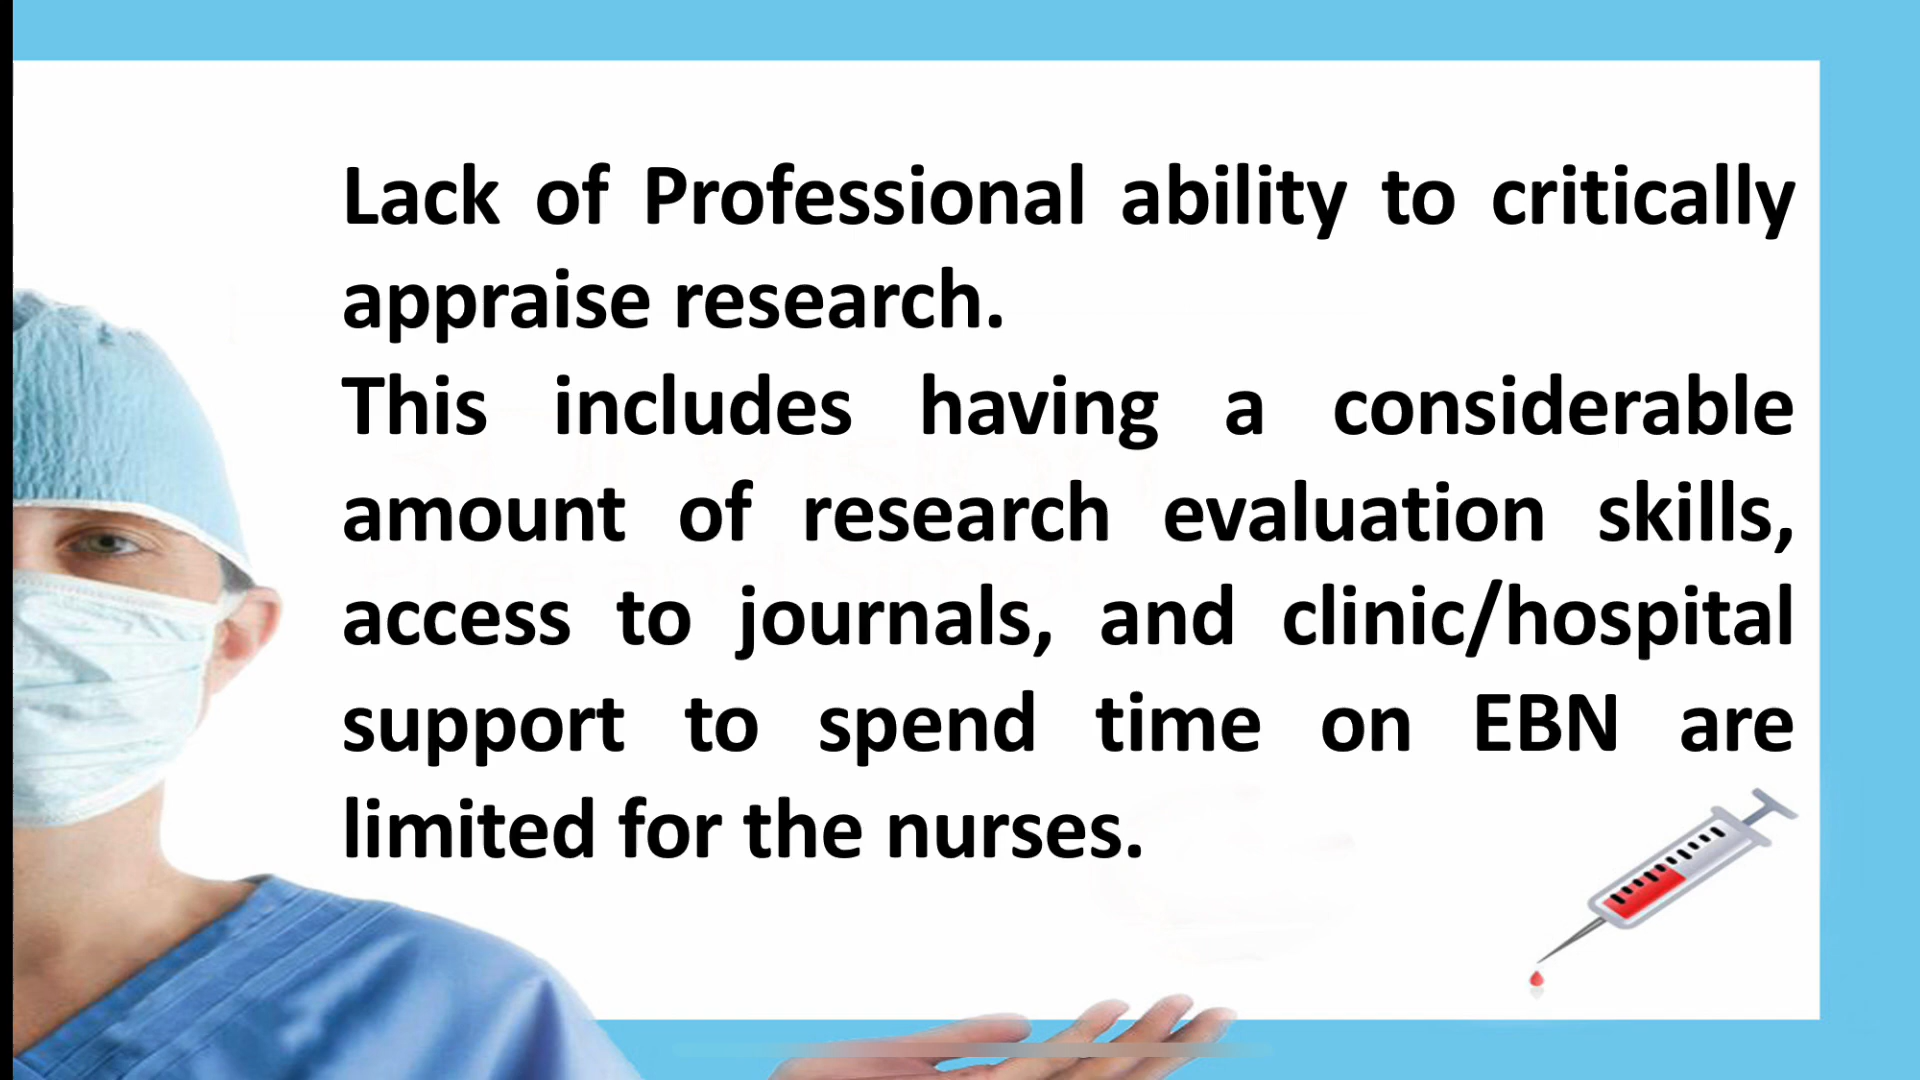 Lack of Professional ability to critically
appraise research.
This includes having a considerable
amount of research evaluation skills,
access to journals, and clinic/hospital
support to spend time on EBN are
limited for the nurses.